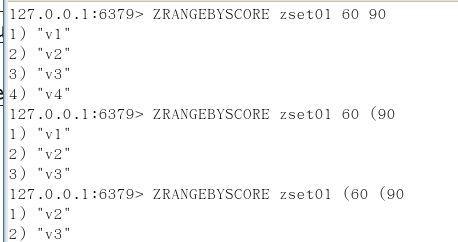 127.0.0.1:6379> ZRANGEBYSCORE zset01 60 90
1) "v1"
2) "v2"
3) "v3"
4) "v4"
127.0.0.1:6379> ZRANGEBYSCORE zset01 60 (90
1) "v1"
2) "v2"
3) "v3"
127.0.0.1:6379> ZRANGEBYSCORE zset01 (60 (90
1) "v2"
2) "v3"